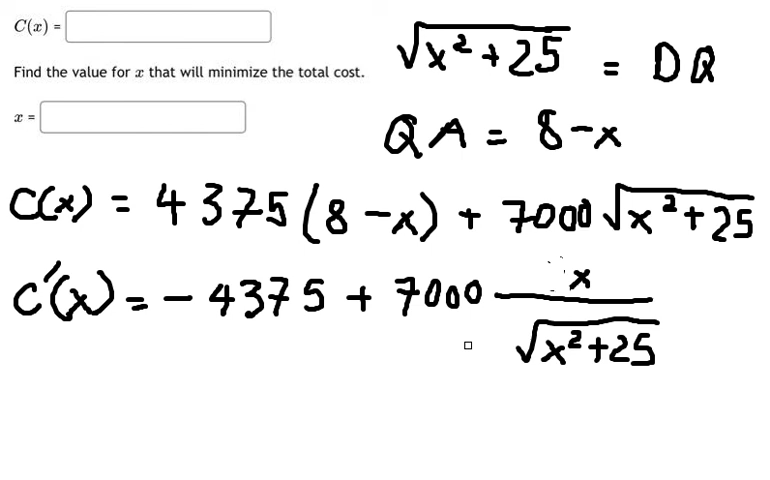 C(x) =
Find the value for x that will minimize the total cost.
x =
√(x² + 25) = DQ
QA = 8 - x
C(x) = 4375(8 - x) + 7000 √(x² + 25)
C'(x) = - 4375 + 7000 x / √(x² + 25)